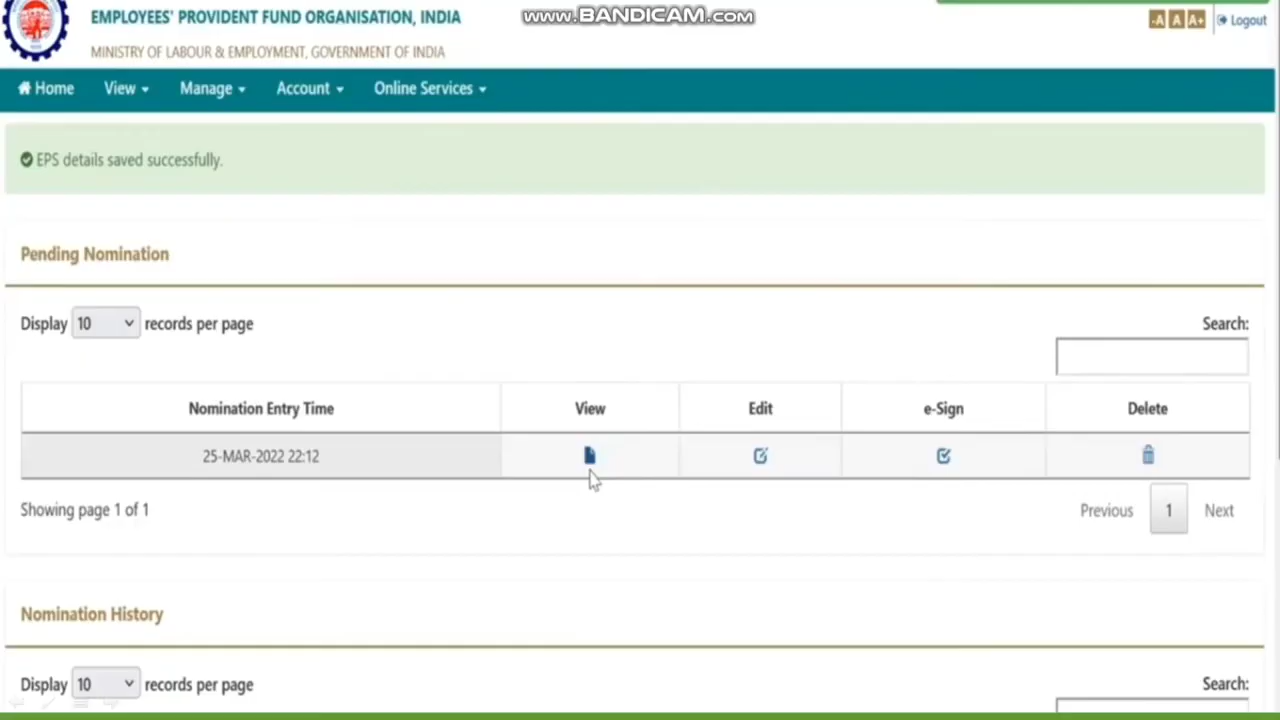 www.BANDICAM.com
EMPLOYEES' PROVIDENT FUND ORGANISATION, INDIA
-A A A+ Logout
MINISTRY OF LABOUR & EMPLOYMENT, GOVERNMENT OF INDIA
Home View Manage Account Online Services
EPS details saved successfully.
Pending Nomination
Display 10 records per page Search:
Nomination Entry Time View Edit e-Sign Delete
25-MAR-2022 22:12
Showing page 1 of 1 Previous 1 Next
Nomination History
Display 10 records per page Search: